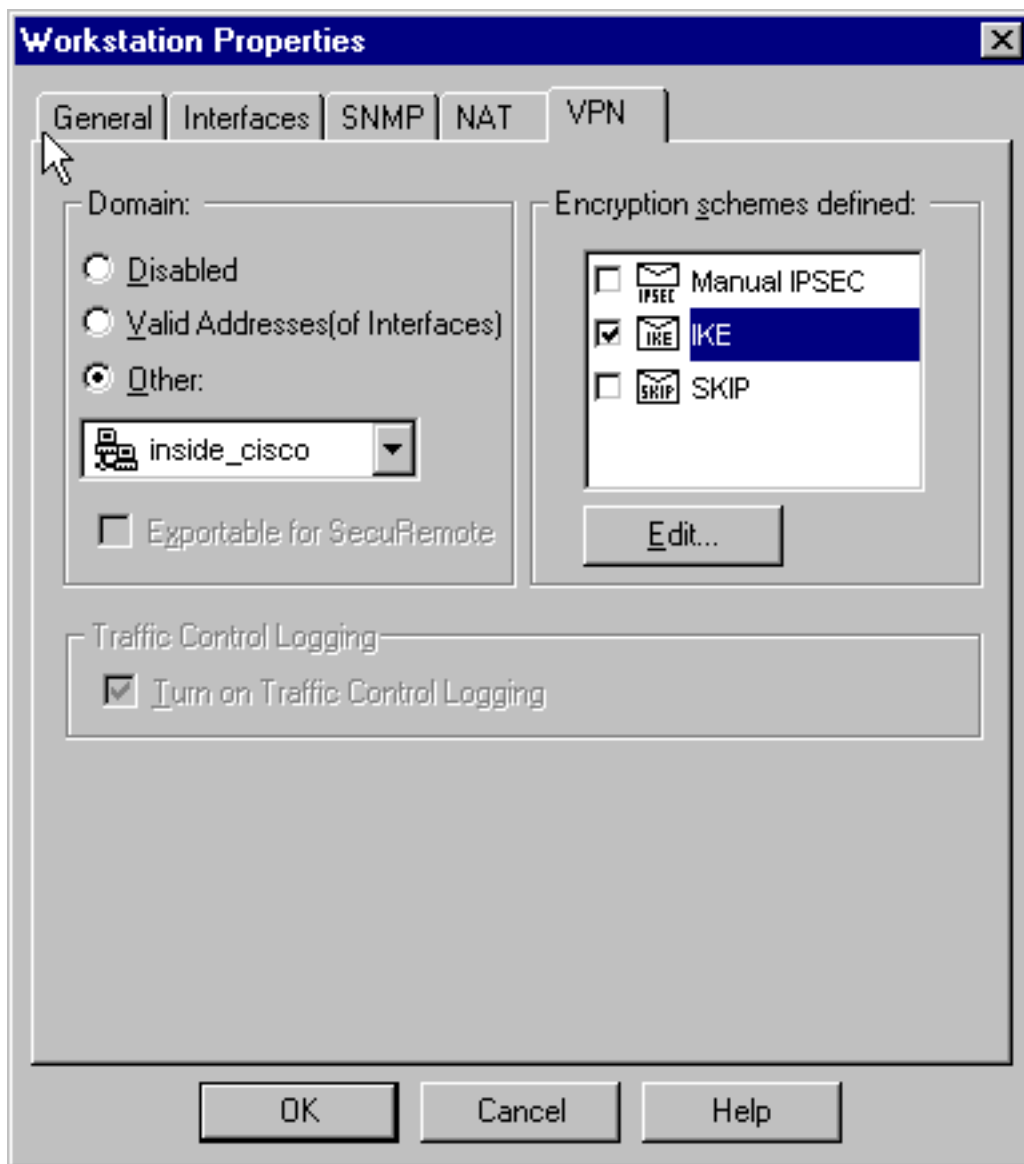 Workstation Properties
General Interfaces SNMP NAT VPN
Domain:
Disabled
Valid Addresses(of Interfaces)
Other:
inside_cisco
Exportable for SecuRemote
Encryption schemes defined:
IPSEC Manual IPSEC
IKE IKE
SKIP SKIP
Edit...
Traffic Control Logging
Turn on Traffic Control Logging
OK Cancel Help